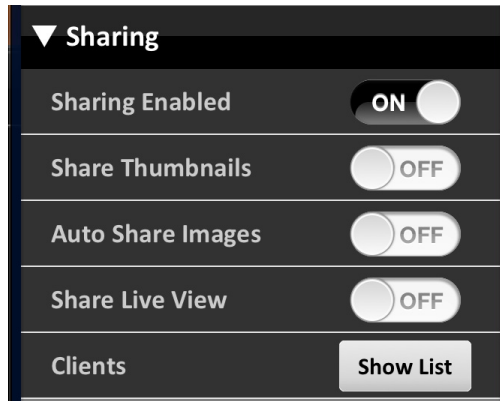 Sharing
Sharing Enabled ON
Share Thumbnails OFF
Auto Share Images OFF
Share Live View OFF
Clients Show List